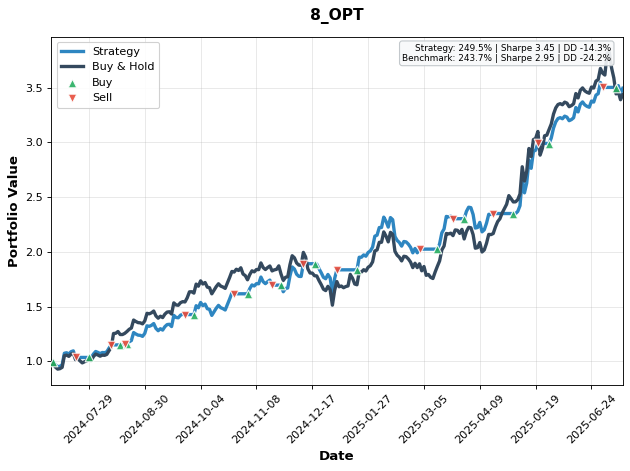 8_OPT
Strategy
Buy & Hold
Buy
Sell
Strategy: 249.5% | Sharpe 3.45 | DD -14.3%
Benchmark: 243.7% | Sharpe 2.95 | DD -24.2%
Portfolio Value
3.5
3.0
2.5
2.0
1.5
1.0
2024-07-29
2024-08-30
2024-10-04
2024-11-08
2024-12-17
2025-01-27
2025-03-05
2025-04-09
2025-05-19
2025-06-24
Date